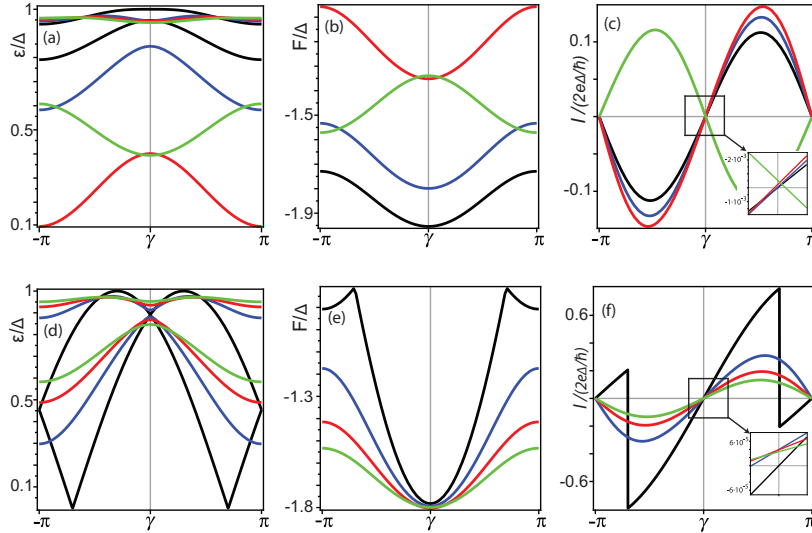 1
0.5
0.1
ε/Δ
(a)
-π
γ
π
-1.5
-1.9
F/Δ
(b)
-π
γ
π
0.1
-0.1
I/(2eΔ/ħ)
(c)
-2·10⁻³
-1·10⁻³
-π
γ
π
1
0.5
0.1
ε/Δ
(d)
-π
γ
π
-1.3
-1.8
F/Δ
(e)
-π
γ
π
0.6
-0.6
I/(2eΔ/ħ)
(f)
6·10⁻⁵
-6·10⁻⁵
-π
γ
π